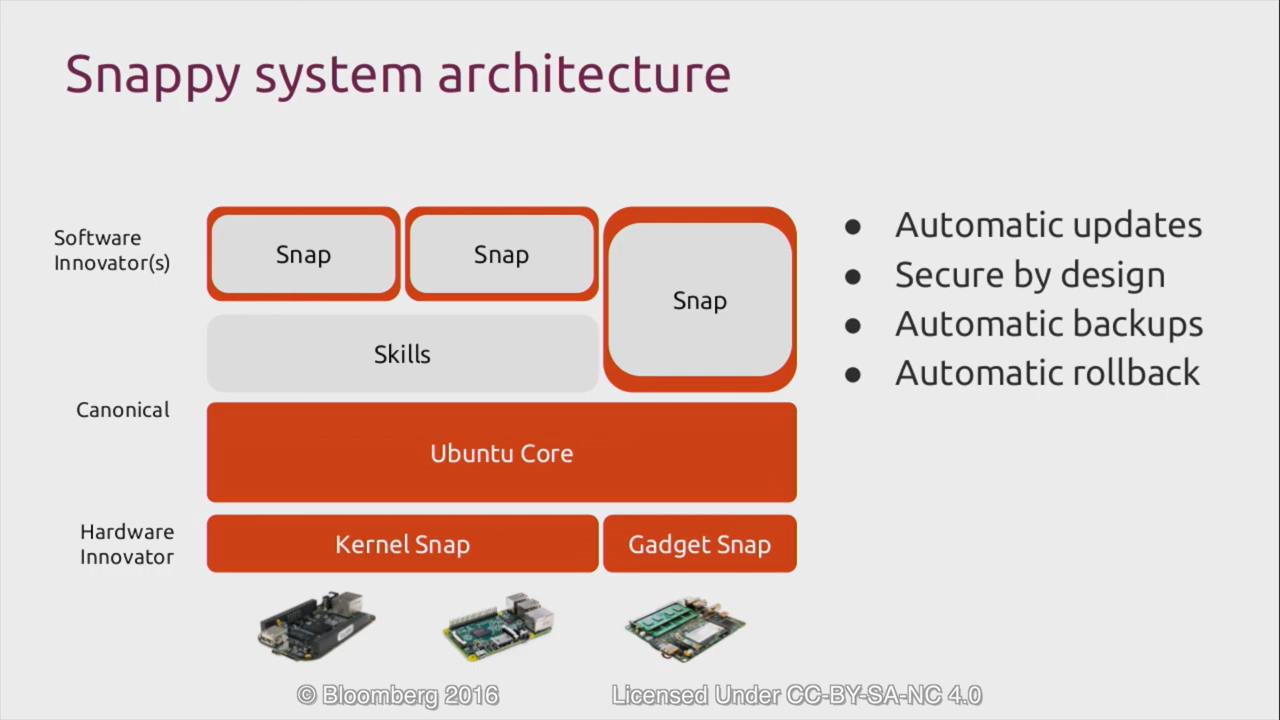 Snappy system architecture
Software
Innovator(s)
Snap
Snap
Snap
Skills
Canonical
Ubuntu Core
Hardware
Innovator
Kernel Snap
Gadget Snap
● Automatic updates
● Secure by design
● Automatic backups
● Automatic rollback
© Bloomberg 2016
Licensed Under CC-BY-SA-NC 4.0